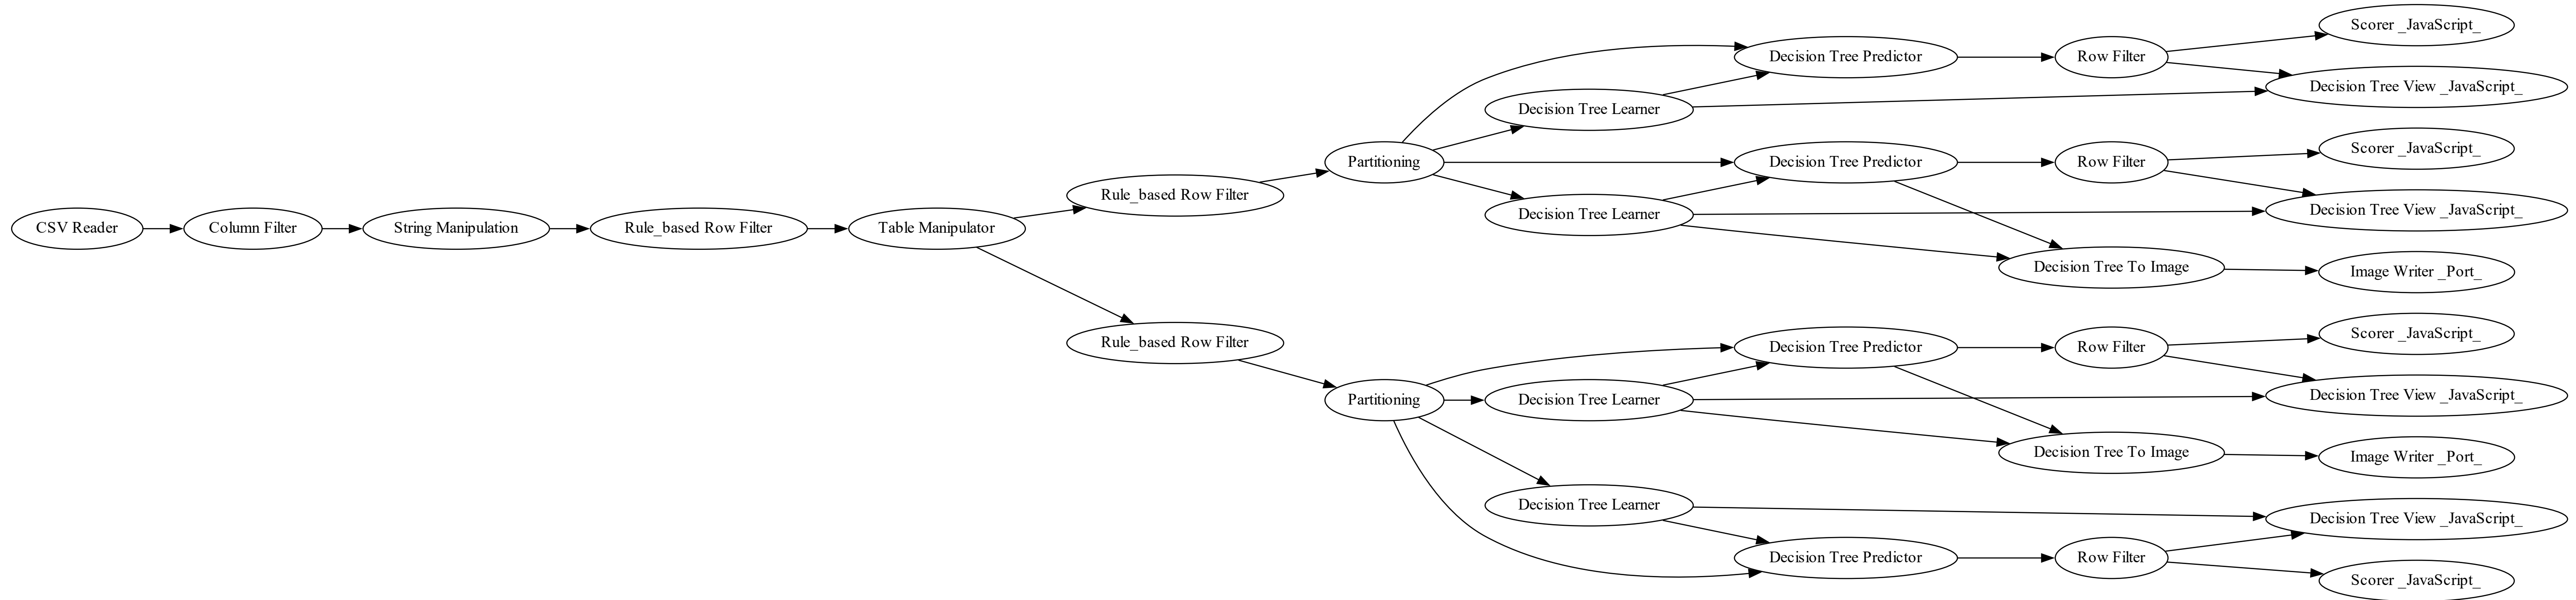 Scorer _JavaScript_
Decision Tree Predictor
Row Filter
Decision Tree View _JavaScript_
Decision Tree Learner
Scorer _JavaScript_
Partitioning
Decision Tree Predictor
Row Filter
Rule_based Row Filter
Decision Tree Learner
Decision Tree View _JavaScript_
CSV Reader
Column Filter
String Manipulation
Rule_based Row Filter
Table Manipulator
Decision Tree To Image
Image Writer _Port_
Rule_based Row Filter
Decision Tree Predictor
Row Filter
Scorer _JavaScript_
Partitioning
Decision Tree Learner
Decision Tree View _JavaScript_
Decision Tree To Image
Image Writer _Port_
Decision Tree Learner
Decision Tree View _JavaScript_
Decision Tree Predictor
Row Filter
Scorer _JavaScript_